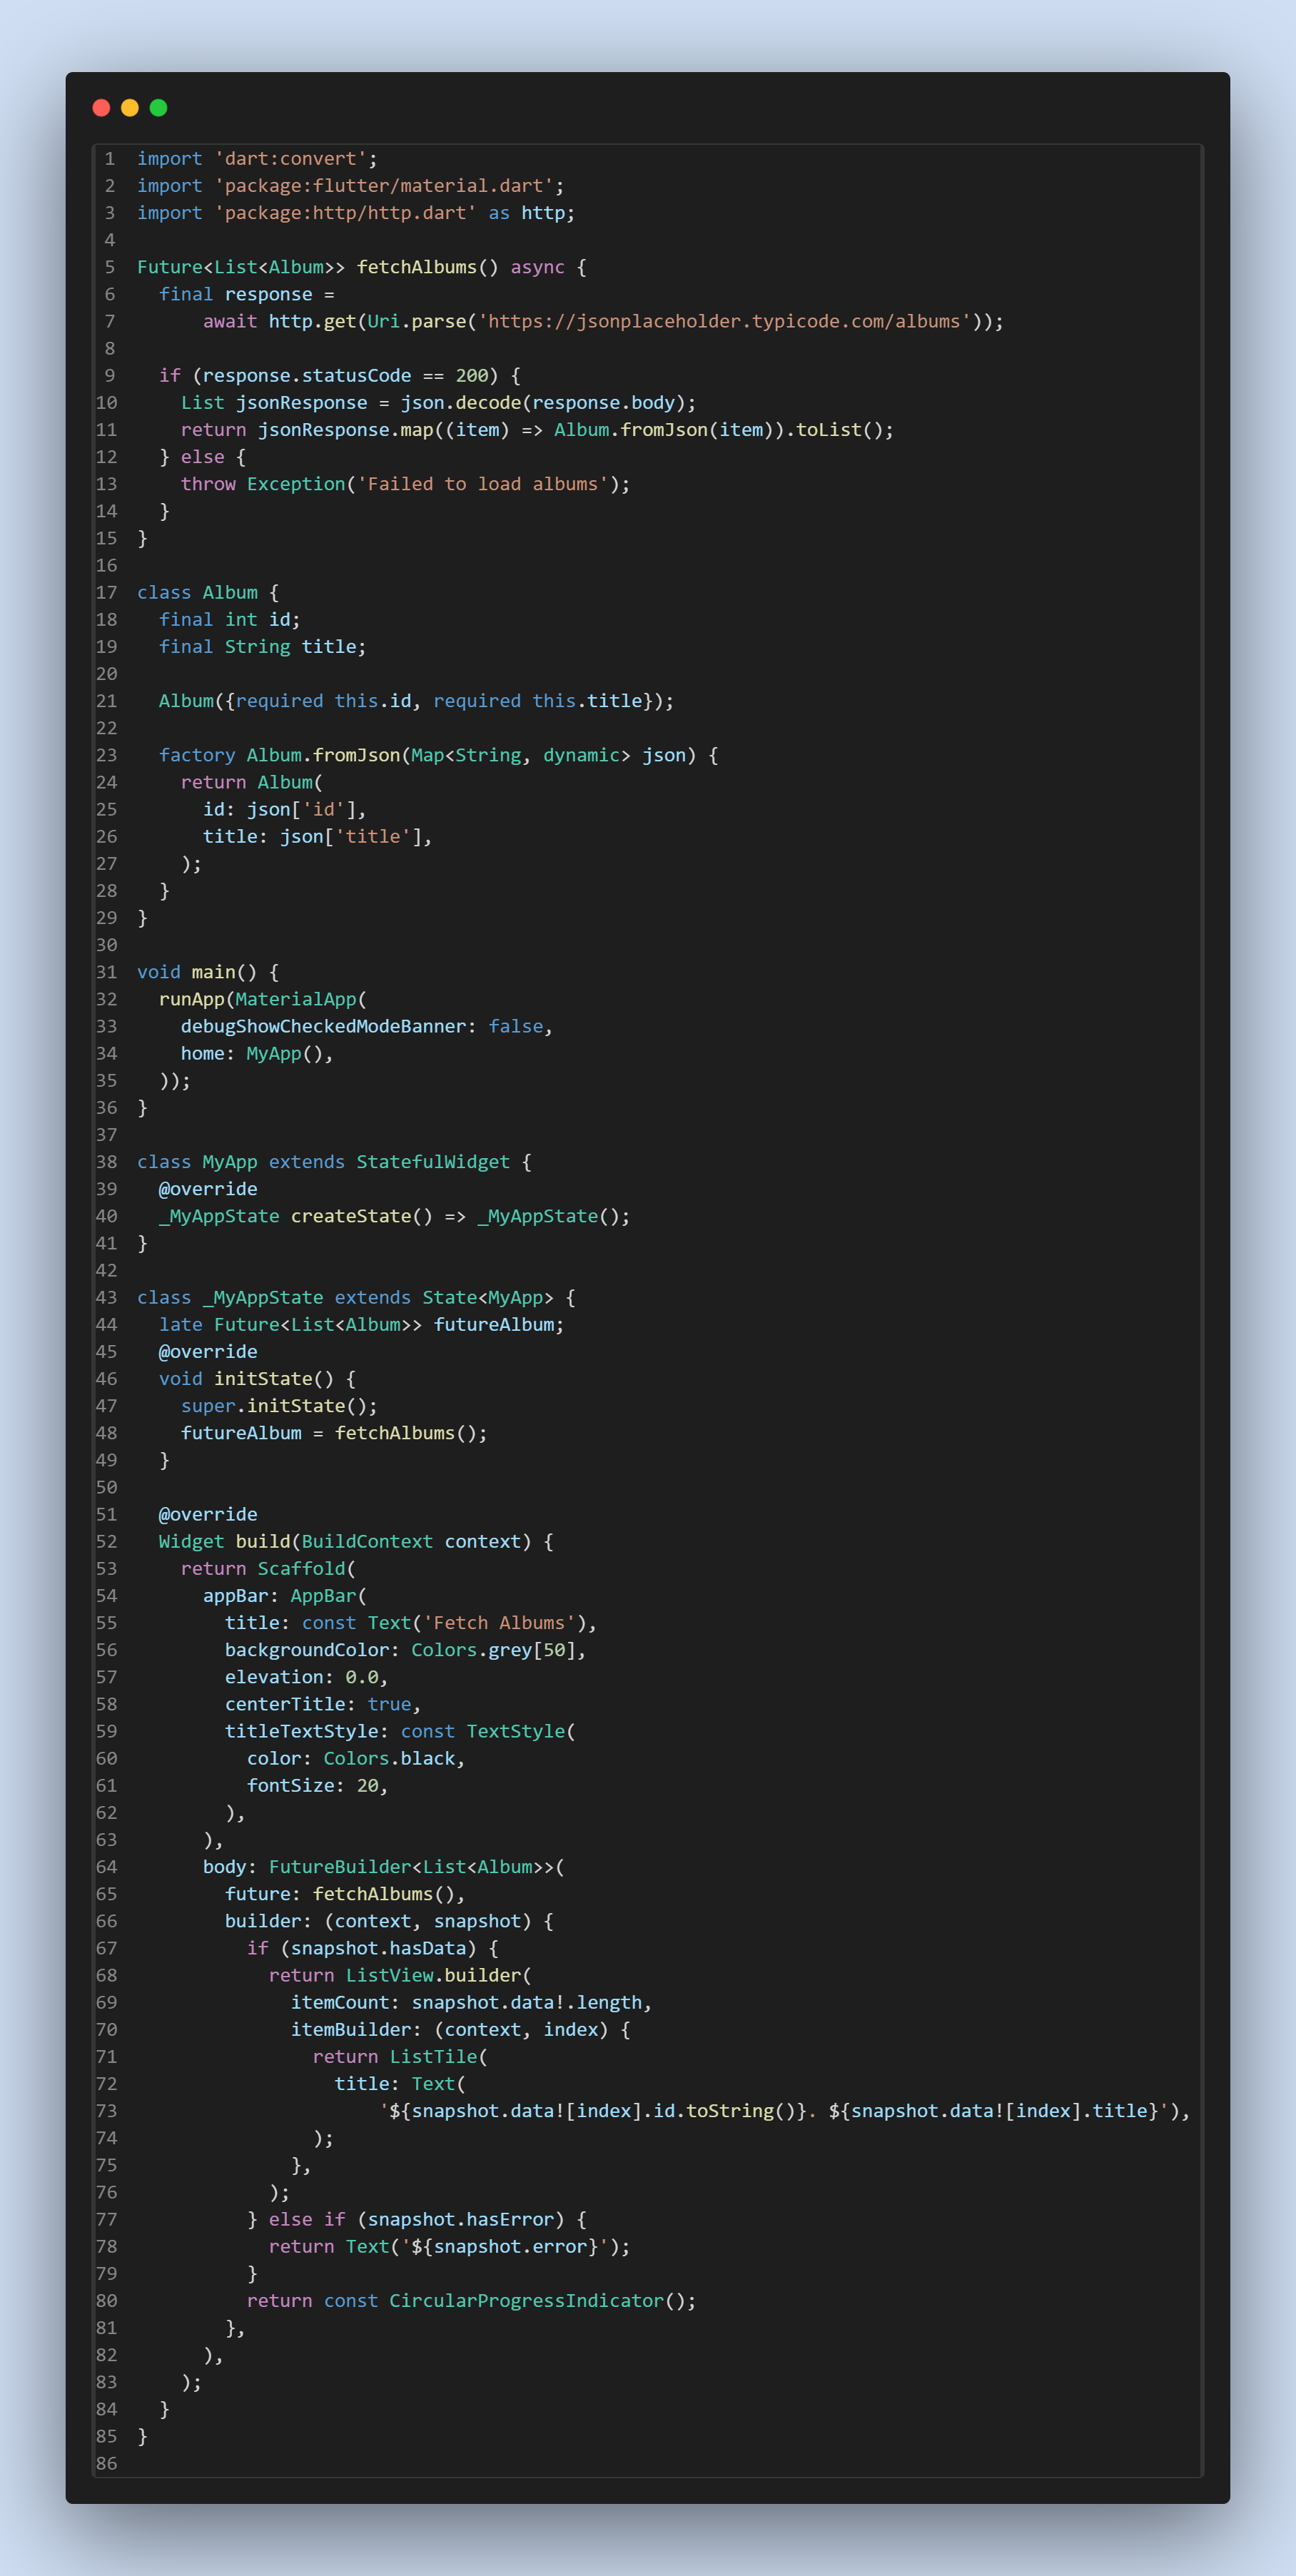 1 import 'dart:convert';
2 import 'package:flutter/material.dart';
3 import 'package:http/http.dart' as http;
4
5 Future<List<Album>> fetchAlbums() async {
6   final response =
7       await http.get(Uri.parse('https://jsonplaceholder.typicode.com/albums'));
8
9   if (response.statusCode == 200) {
10     List jsonResponse = json.decode(response.body);
11     return jsonResponse.map((item) => Album.fromJson(item)).toList();
12   } else {
13     throw Exception('Failed to load albums');
14   }
15 }
16
17 class Album {
18   final int id;
19   final String title;
20
21   Album({required this.id, required this.title});
22
23   factory Album.fromJson(Map<String, dynamic> json) {
24     return Album(
25       id: json['id'],
26       title: json['title'],
27     );
28   }
29 }
30
31 void main() {
32   runApp(MaterialApp(
33     debugShowCheckedModeBanner: false,
34     home: MyApp(),
35   ));
36 }
37
38 class MyApp extends StatefulWidget {
39   @override
40   _MyAppState createState() => _MyAppState();
41 }
42
43 class _MyAppState extends State<MyApp> {
44   late Future<List<Album>> futureAlbum;
45   @override
46   void initState() {
47     super.initState();
48     futureAlbum = fetchAlbums();
49   }
50
51   @override
52   Widget build(BuildContext context) {
53     return Scaffold(
54       appBar: AppBar(
55         title: const Text('Fetch Albums'),
56         backgroundColor: Colors.grey[50],
57         elevation: 0.0,
58         centerTitle: true,
59         titleTextStyle: const TextStyle(
60           color: Colors.black,
61           fontSize: 20,
62         ),
63       ),
64       body: FutureBuilder<List<Album>>(
65         future: fetchAlbums(),
66         builder: (context, snapshot) {
67           if (snapshot.hasData) {
68             return ListView.builder(
69               itemCount: snapshot.data!.length,
70               itemBuilder: (context, index) {
71                 return ListTile(
72                   title: Text(
73                       '${snapshot.data![index].id.toString()}. ${snapshot.data![index].title}'),
74                 );
75               },
76             );
77           } else if (snapshot.hasError) {
78             return Text('${snapshot.error}');
79           }
80           return const CircularProgressIndicator();
81         },
82       ),
83     );
84   }
85 }
86